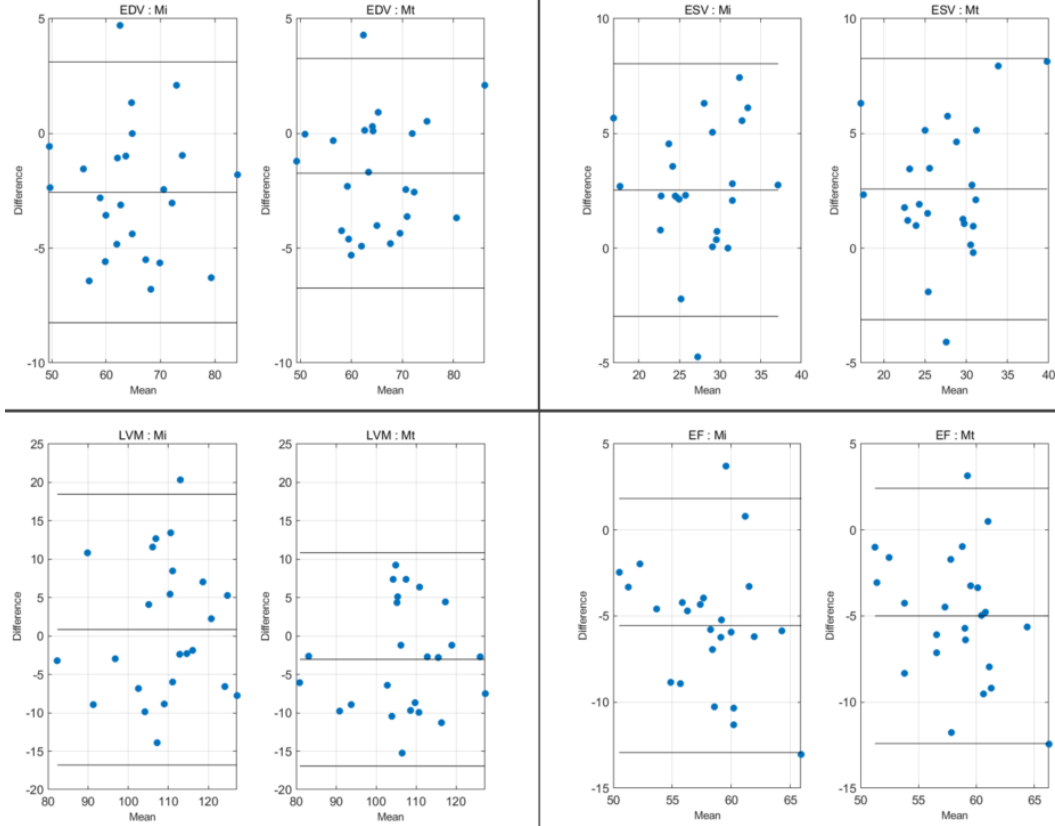 EDV : Mi
5
0
-5
-10
Difference
50 60 70 80
Mean
EDV : Mt
5
0
-5
-10
Difference
50 60 70 80
Mean
ESV : Mi
10
5
0
-5
Difference
20 25 30 35 40
Mean
ESV : Mt
10
5
0
-5
Difference
20 25 30 35 40
Mean
LVM : Mi
25
20
15
10
5
0
-5
-10
-15
-20
Difference
80 90 100 110 120
Mean
LVM : Mt
25
20
15
10
5
0
-5
-10
-15
-20
Difference
80 90 100 110 120
Mean
EF : Mi
5
0
-5
-10
-15
Difference
50 55 60 65
Mean
EF : Mt
5
0
-5
-10
-15
Difference
50 55 60 65
Mean